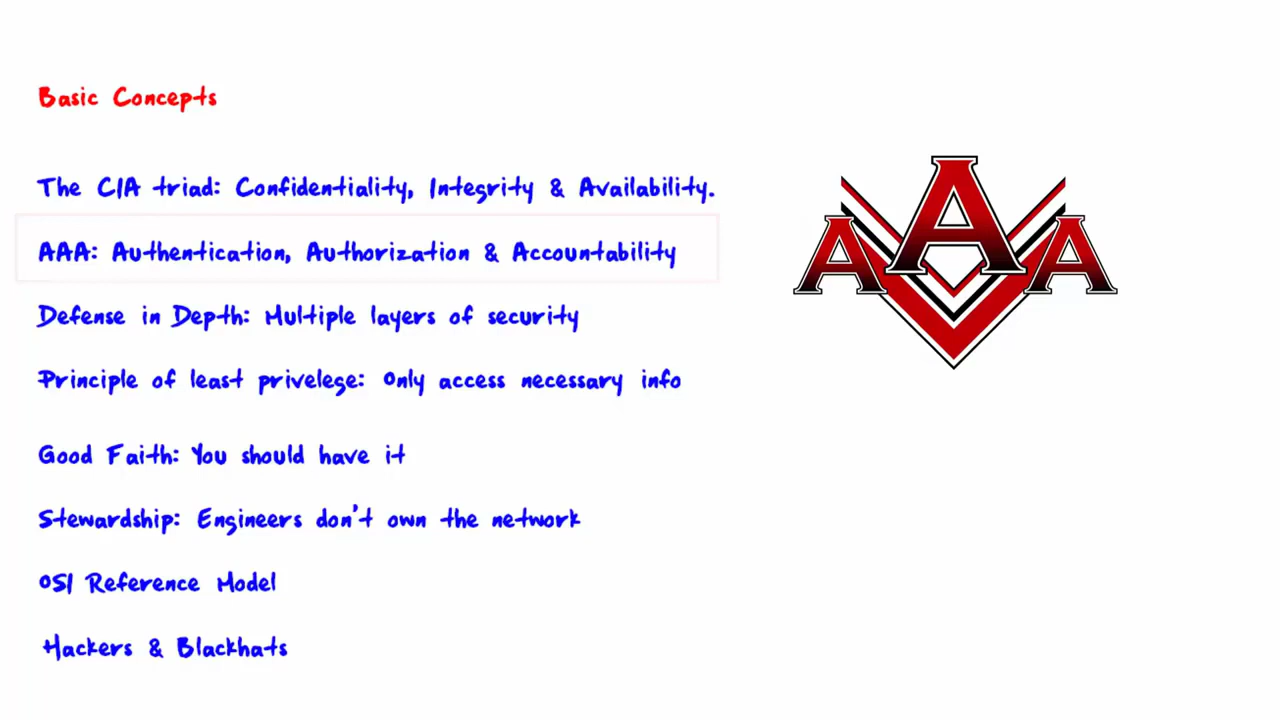 Basic Concepts
The CIA triad: Confidentiality, Integrity & Availability.
AAA: Authentication, Authorization & Accountability
Defense in Depth: Multiple layers of security
Principle of least privelege: Only access necessary info
Good Faith: You should have it
Stewardship: Engineers don't own the network
OSI Reference Model
Hackers & Blackhats
AAA